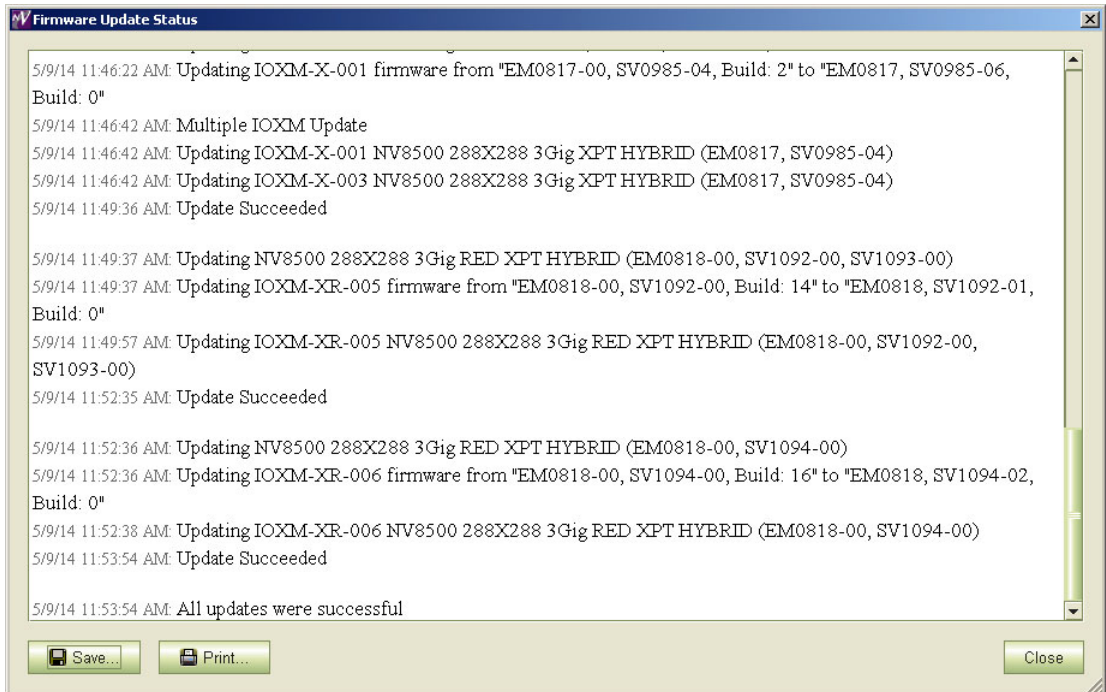 Firmware Update Status
5/9/14 11:46:22 AM: Updating IOXM-X-001 firmware from "EM0817-00, SV0985-04, Build: 2" to "EM0817, SV0985-06,
Build: 0"
5/9/14 11:46:42 AM: Multiple IOXM Update
5/9/14 11:46:42 AM: Updating IOXM-X-001 NV8500 288X288 3Gig XPT HYBRID (EM0817, SV0985-04)
5/9/14 11:46:42 AM: Updating IOXM-X-003 NV8500 288X288 3Gig XPT HYBRID (EM0817, SV0985-04)
5/9/14 11:49:36 AM: Update Succeeded
5/9/14 11:49:37 AM: Updating NV8500 288X288 3Gig RED XPT HYBRID (EM0818-00, SV1092-00, SV1093-00)
5/9/14 11:49:37 AM: Updating IOXM-XR-005 firmware from "EM0818-00, SV1092-00, Build: 14" to "EM0818, SV1092-01,
Build: 0"
5/9/14 11:49:57 AM: Updating IOXM-XR-005 NV8500 288X288 3Gig RED XPT HYBRID (EM0818-00, SV1092-00,
SV1093-00)
5/9/14 11:52:35 AM: Update Succeeded
5/9/14 11:52:36 AM: Updating NV8500 288X288 3Gig RED XPT HYBRID (EM0818-00, SV1094-00)
5/9/14 11:52:36 AM: Updating IOXM-XR-006 firmware from "EM0818-00, SV1094-00, Build: 16" to "EM0818, SV1094-02,
Build: 0"
5/9/14 11:52:38 AM: Updating IOXM-XR-006 NV8500 288X288 3Gig RED XPT HYBRID (EM0818-00, SV1094-00)
5/9/14 11:53:54 AM: Update Succeeded
5/9/14 11:53:54 AM: All updates were successful
Save... Print... Close